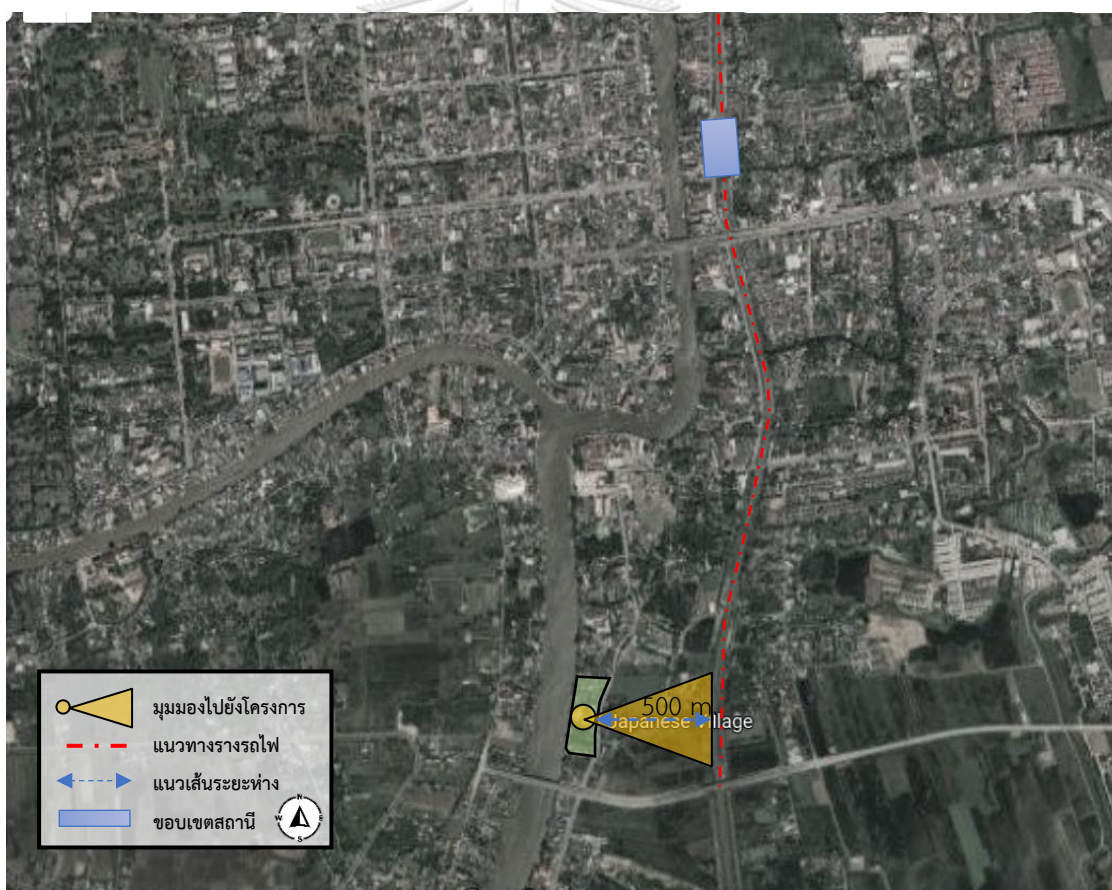 500 m
Japanese Village
มุมมองไปยังโครงการ
แนวทางรางรถไฟ
แนวเส้นระยะห่าง
ขอบเขตสถานี
N
W E
S